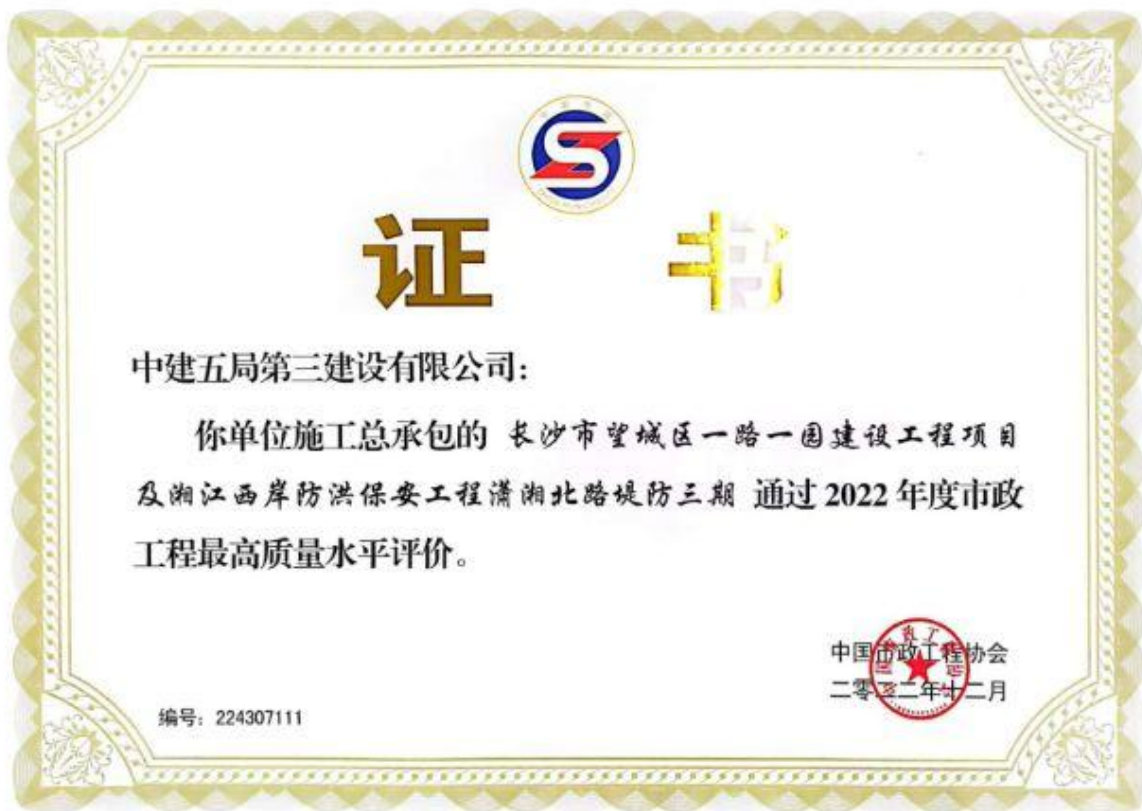 证 书
中建五局第三建设有限公司：
你单位施工总承包的 长沙市望城区一路一园建设工程项目
及湘江西岸防洪保安工程潇湘北路堤防三期 通过 2022 年度市政
工程最高质量水平评价。
中国市政工程协会
二零二二年十二月
编号：224307111